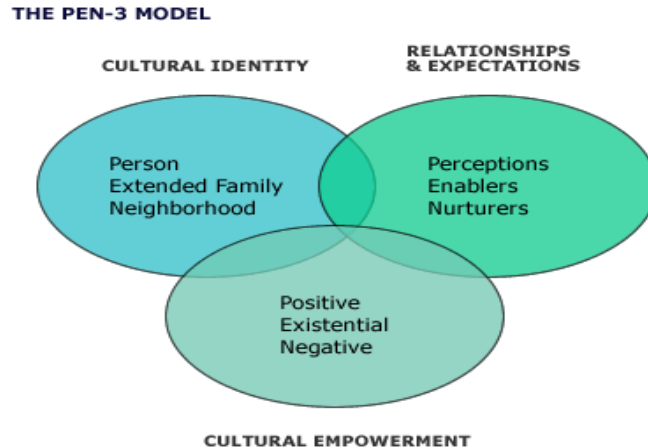 THE PEN-3 MODEL
CULTURAL IDENTITY
RELATIONSHIPS
& EXPECTATIONS
Person
Extended Family
Neighborhood
Perceptions
Enablers
Nurturers
Positive
Existential
Negative
CULTURAL EMPOWERMENT